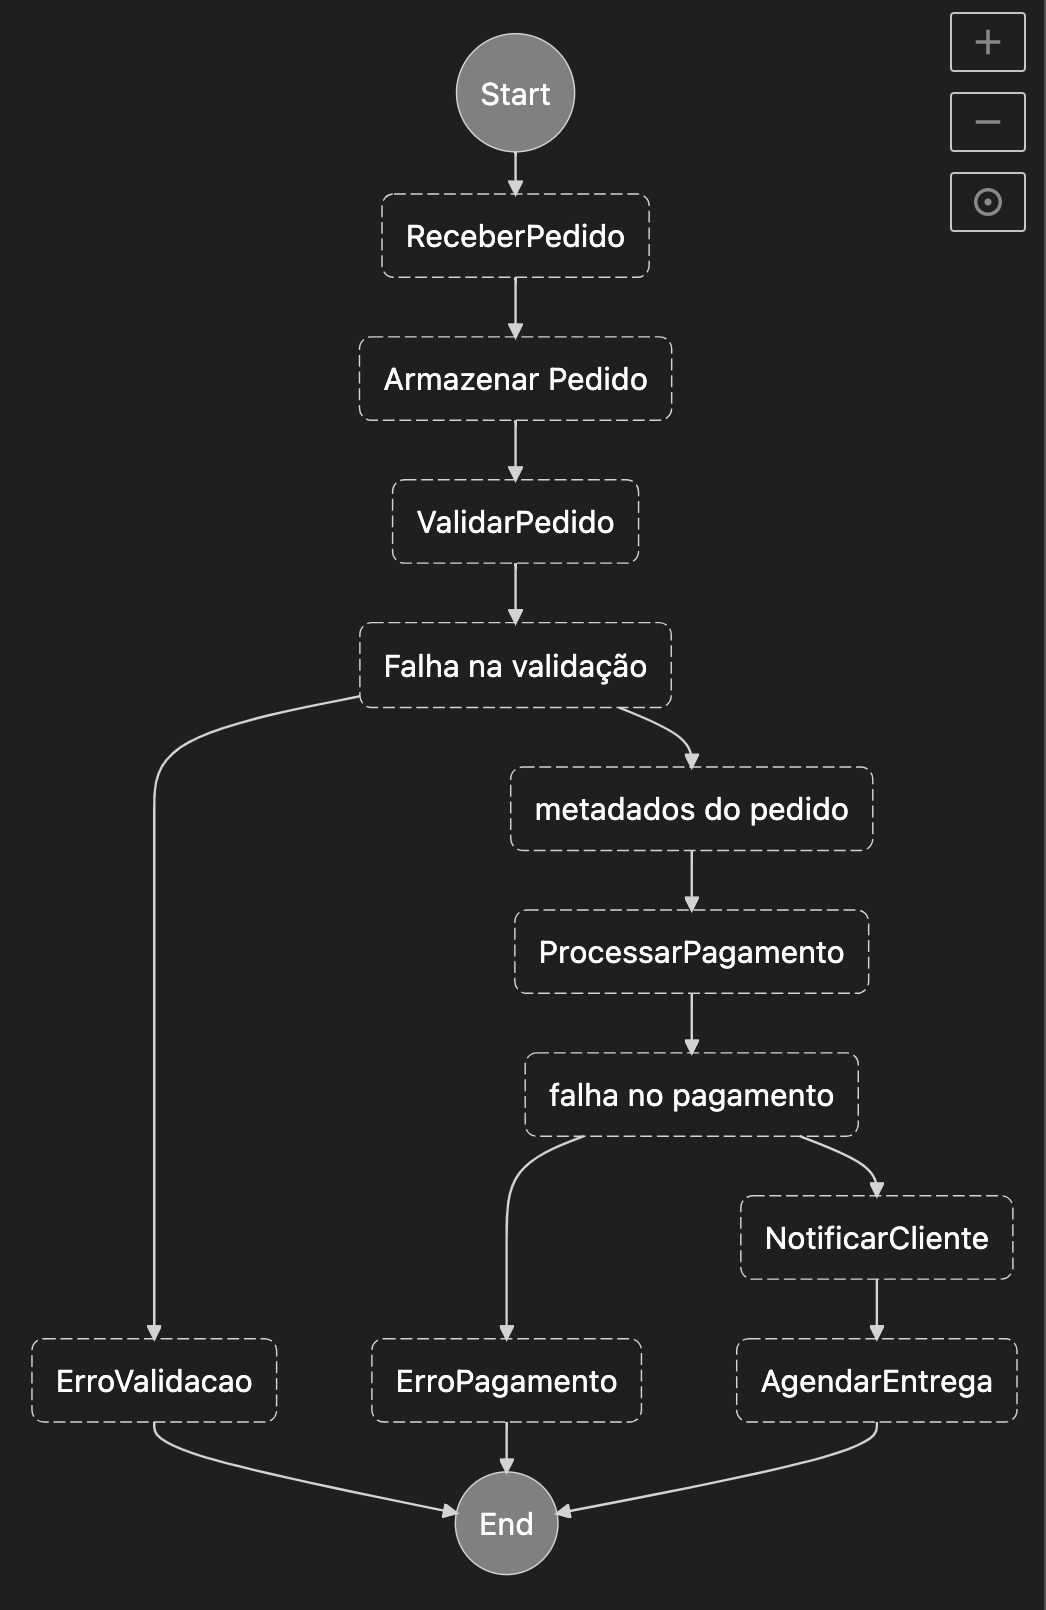 Start
ReceberPedido
Armazenar Pedido
ValidarPedido
Falha na validação
metadados do pedido
ProcessarPagamento
falha no pagamento
NotificarCliente
ErroValidacao
ErroPagamento
AgendarEntrega
End